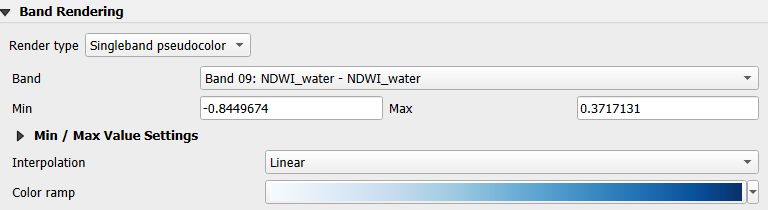 Band Rendering
Render type Singleband pseudocolor
Band Band 09: NDWI_water - NDWI_water
Min -0.8449674 Max 0.3717131
Min / Max Value Settings
Interpolation Linear
Color ramp